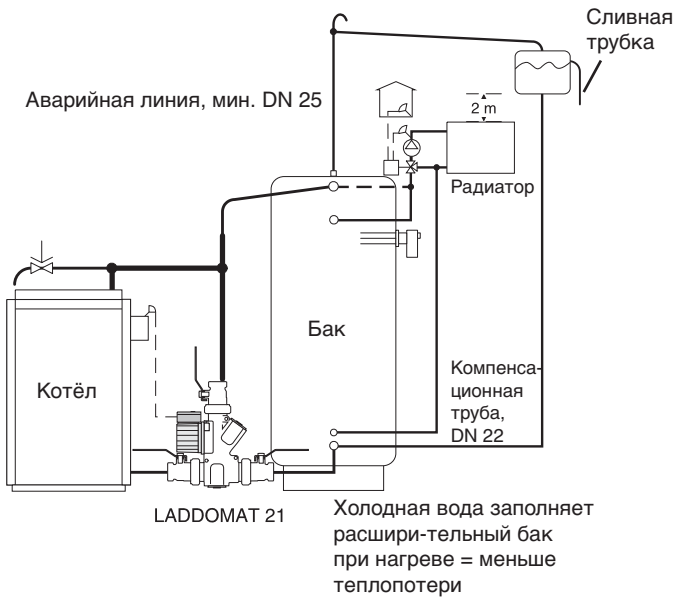 Сливная
трубка
Аварийная линия, мин. DN 25
2 m
Радиатор
Бак
Котёл
Компенса-
ционная
труба,
DN 22
LADDOMAT 21
Холодная вода заполняет
расшири-тельный бак
при нагреве = меньше
теплопотери